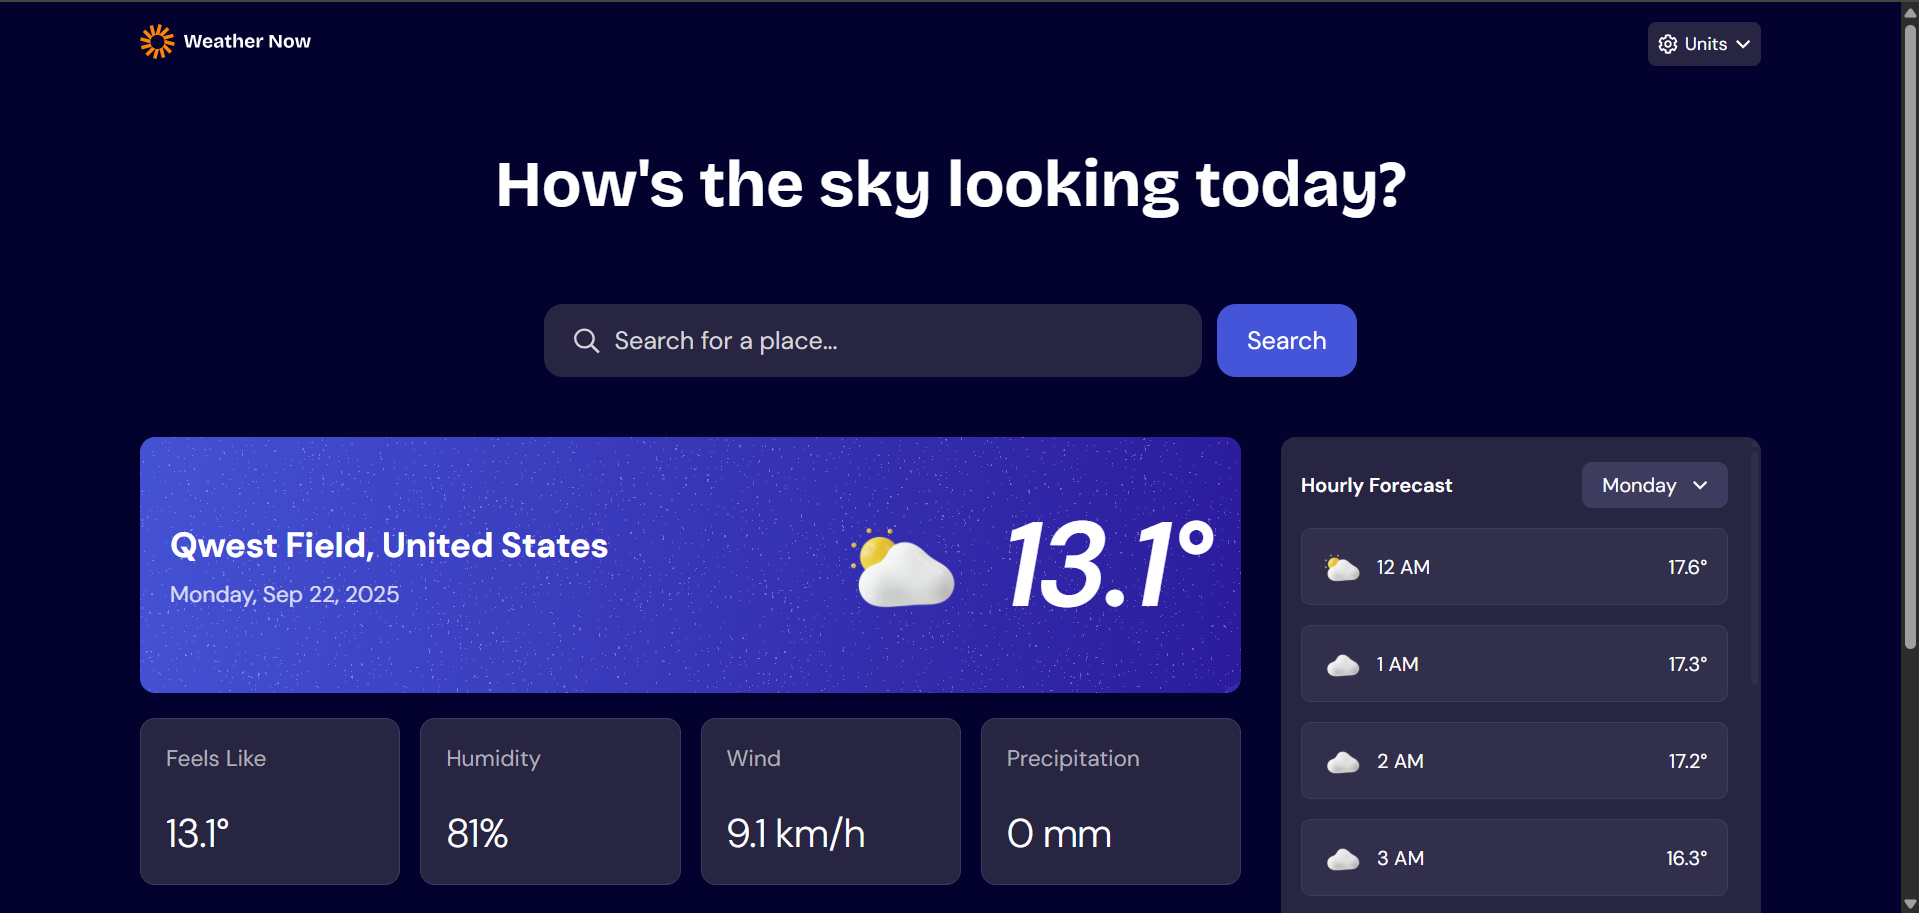 Weather Now
Units
How's the sky looking today?
Search for a place...
Search
Qwest Field, United States
Monday, Sep 22, 2025
13.1°
Feels Like
13.1°
Humidity
81%
Wind
9.1 km/h
Precipitation
0 mm
Hourly Forecast
Monday
12 AM 17.6°
1 AM 17.3°
2 AM 17.2°
3 AM 16.3°